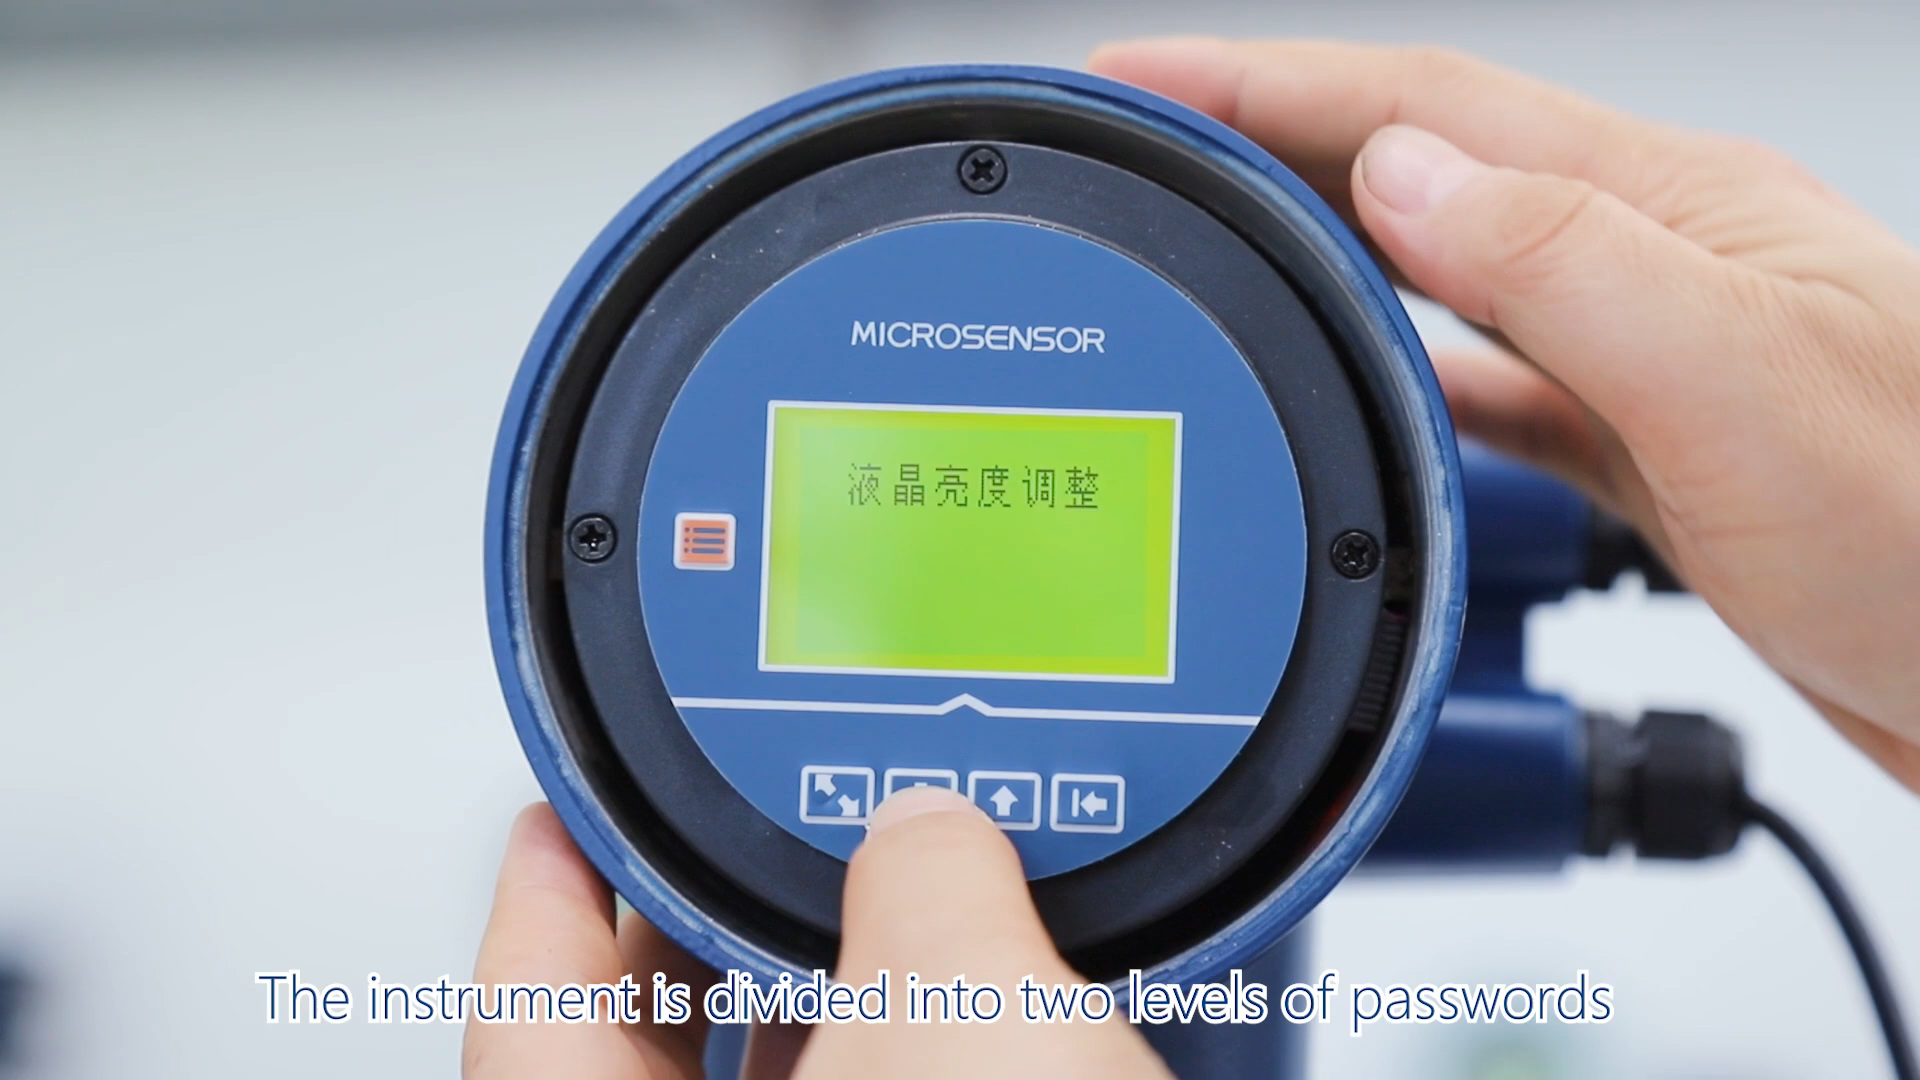 MICROSENSOR
液晶亮度调整
The instrument is divided into two levels of passwords